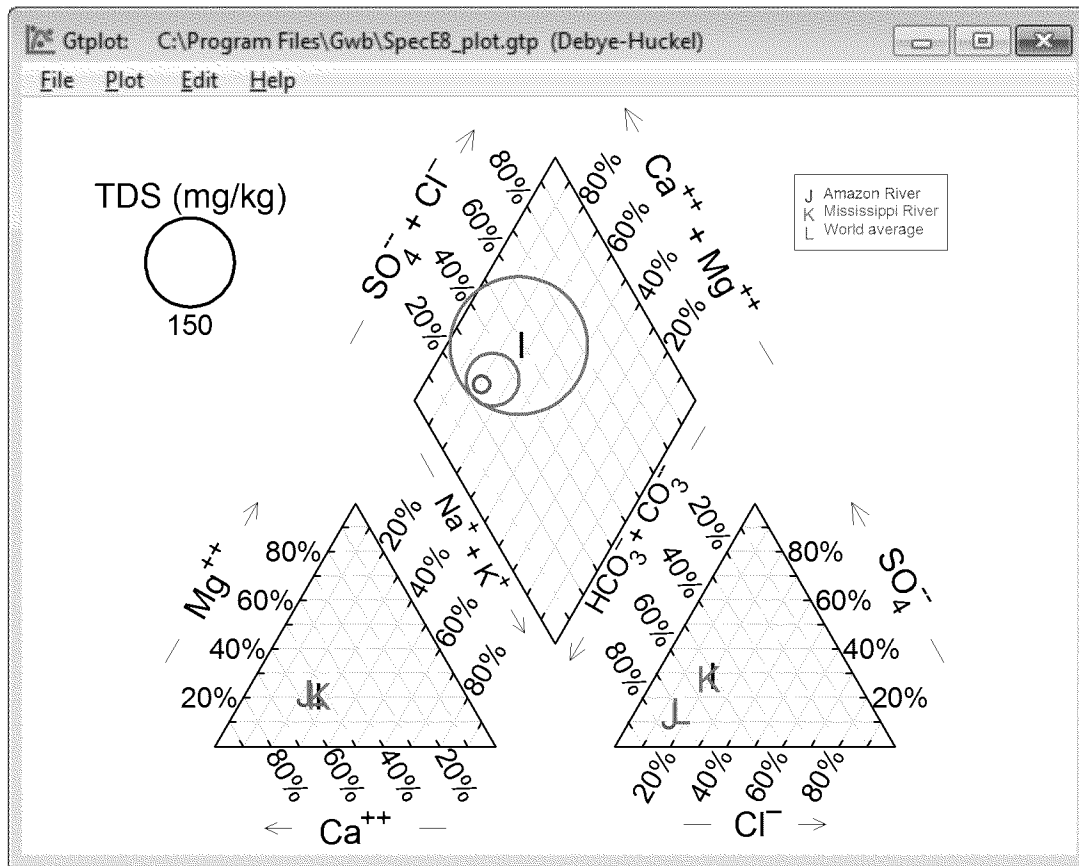 Gtplot: C:\Program Files\Gwb\SpecE8_plot.gtp (Debye-Huckel)
File Plot Edit Help
TDS (mg/kg)
150
J Amazon River
K Mississippi River
L World average
SO₄⁻⁻ + Cl⁻
80%
60%
40%
20%
Ca⁺⁺ + Mg⁺⁺
80%
60%
40%
20%
I
Na⁺ + K⁺
HCO₃⁻ + CO₃⁻⁻
Mg⁺⁺
80%
60%
40%
20%
20%
40%
60%
80%
J L K
80%
60%
40%
20%
Ca⁺⁺
20%
40%
60%
80%
SO₄⁻⁻
80%
60%
40%
20%
K I
J L
20%
40%
60%
80%
Cl⁻